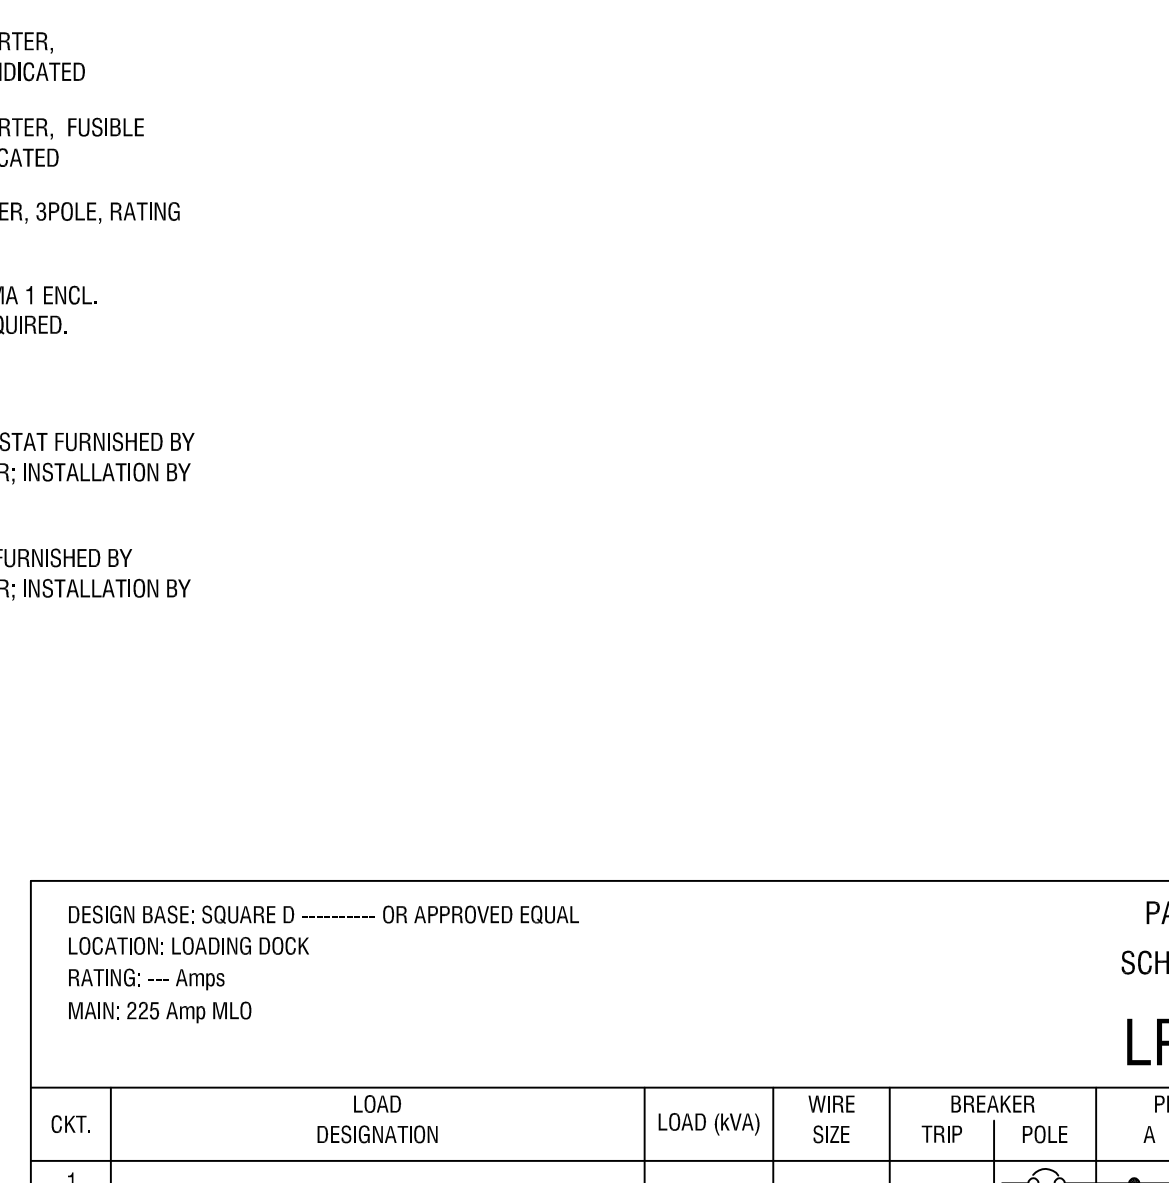 RTER,
NDICATED
RTER, FUSIBLE
CATED
ER, 3POLE, RATING
MA 1 ENCL.
QUIRED.
STAT FURNISHED BY
R; INSTALLATION BY
FURNISHED BY
R; INSTALLATION BY
DESIGN BASE: SQUARE D ---------- OR APPROVED EQUAL
LOCATION: LOADING DOCK
RATING: --- Amps
MAIN: 225 Amp MLO
PA
SCH
LP
CKT.
LOAD
DESIGNATION
LOAD (kVA)
WIRE
SIZE
BREAKER
TRIP POLE
P
A
1